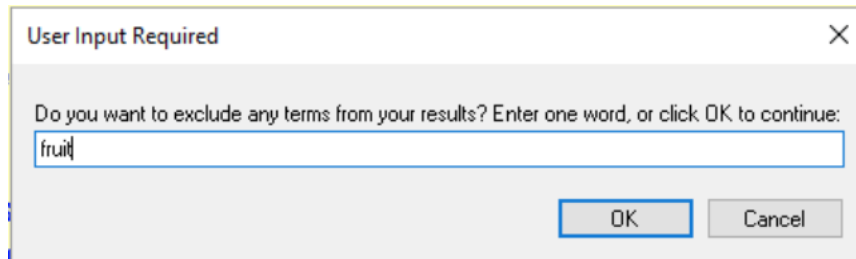 User Input Required
Do you want to exclude any terms from your results? Enter one word, or click OK to continue:
fruit
OK Cancel